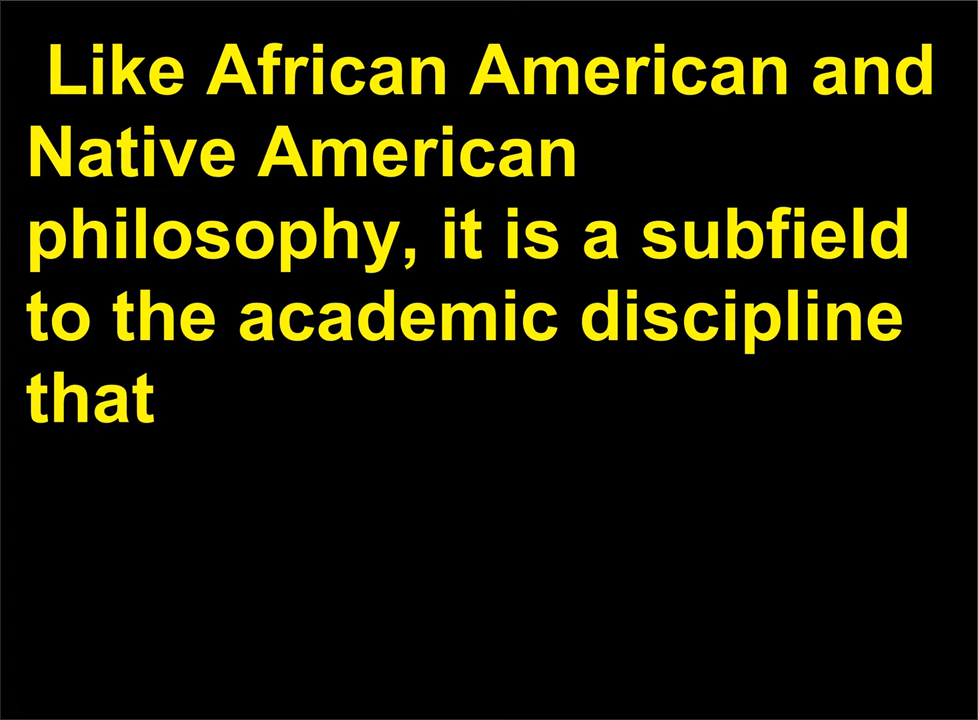 Like African American and
Native American
philosophy, it is a subfield
to the academic discipline
that